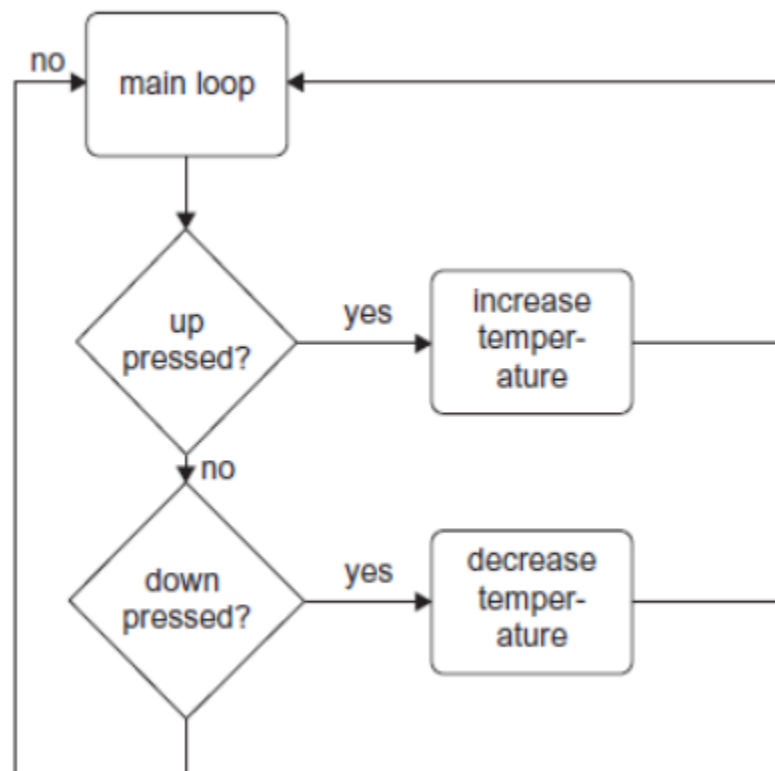 no
main loop
up
pressed?
yes
increase
temper-
ature
no
down
pressed?
yes
decrease
temper-
ature